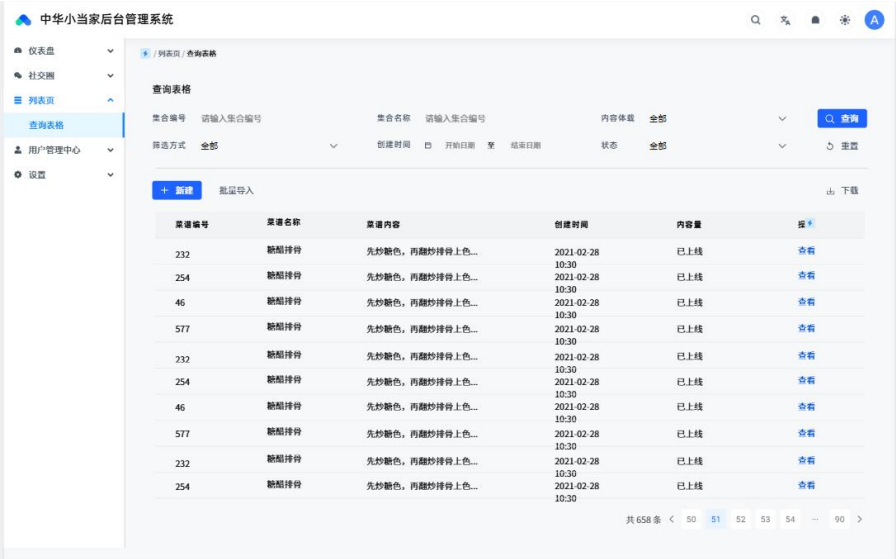 中华小当家后台管理系统
A
仪表盘
社交圈
列表页
查询表格
用户管理中心
设置
/ 列表页 / 查询表格
查询表格
集合编号 请输入集合编号 集合名称 请输入集合编号 内容体裁 全部 查询
筛选方式 全部 创建时间 开始日期 至 结束日期 状态 全部 重置
+ 新建 批量导入 下载
菜谱编号 菜谱名称 菜谱内容 创建时间 内容量 操
232 糖醋排骨 先炒糖色，再翻炒排骨上色... 2021-02-28 已上线 查看
10:30
254 糖醋排骨 先炒糖色，再翻炒排骨上色... 2021-02-28 已上线 查看
10:30
46 糖醋排骨 先炒糖色，再翻炒排骨上色... 2021-02-28 已上线 查看
10:30
577 糖醋排骨 先炒糖色，再翻炒排骨上色... 2021-02-28 已上线 查看
10:30
232 糖醋排骨 先炒糖色，再翻炒排骨上色... 2021-02-28 已上线 查看
10:30
254 糖醋排骨 先炒糖色，再翻炒排骨上色... 2021-02-28 已上线 查看
10:30
46 糖醋排骨 先炒糖色，再翻炒排骨上色... 2021-02-28 已上线 查看
10:30
577 糖醋排骨 先炒糖色，再翻炒排骨上色... 2021-02-28 已上线 查看
10:30
232 糖醋排骨 先炒糖色，再翻炒排骨上色... 2021-02-28 已上线 查看
10:30
254 糖醋排骨 先炒糖色，再翻炒排骨上色... 2021-02-28 已上线 查看
10:30
共 658 条 < 50 51 52 53 54 ... 90 >